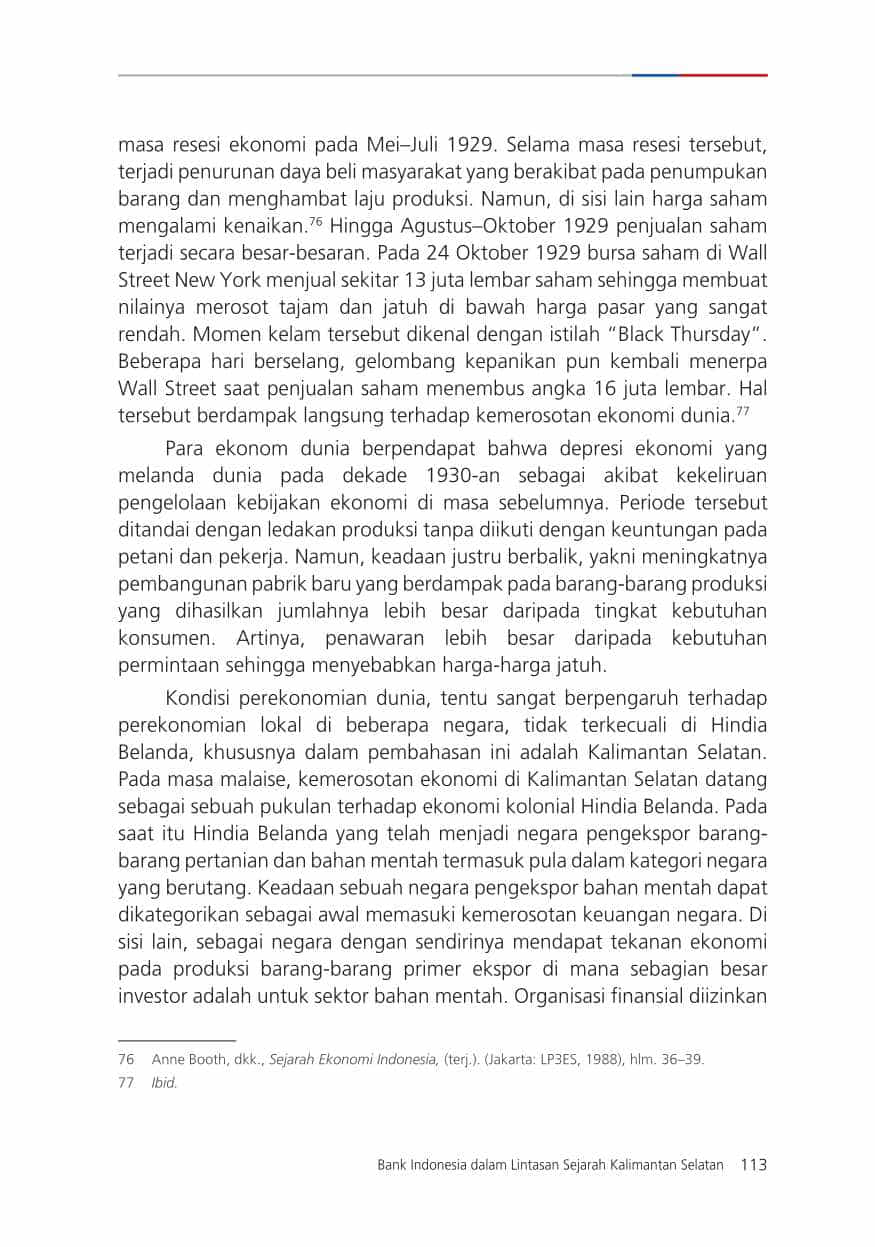 masa resesi ekonomi pada Mei–Juli 1929. Selama masa resesi tersebut,
terjadi penurunan daya beli masyarakat yang berakibat pada penumpukan
barang dan menghambat laju produksi. Namun, di sisi lain harga saham
mengalami kenaikan.76 Hingga Agustus–Oktober 1929 penjualan saham
terjadi secara besar-besaran. Pada 24 Oktober 1929 bursa saham di Wall
Street New York menjual sekitar 13 juta lembar saham sehingga membuat
nilainya merosot tajam dan jatuh di bawah harga pasar yang sangat
rendah. Momen kelam tersebut dikenal dengan istilah “Black Thursday”.
Beberapa hari berselang, gelombang kepanikan pun kembali menerpa
Wall Street saat penjualan saham menembus angka 16 juta lembar. Hal
tersebut berdampak langsung terhadap kemerosotan ekonomi dunia.77
Para ekonom dunia berpendapat bahwa depresi ekonomi yang
melanda dunia pada dekade 1930-an sebagai akibat kekeliruan
pengelolaan kebijakan ekonomi di masa sebelumnya. Periode tersebut
ditandai dengan ledakan produksi tanpa diikuti dengan keuntungan pada
petani dan pekerja. Namun, keadaan justru berbalik, yakni meningkatnya
pembangunan pabrik baru yang berdampak pada barang-barang produksi
yang dihasilkan jumlahnya lebih besar daripada tingkat kebutuhan
konsumen. Artinya, penawaran lebih besar daripada kebutuhan
permintaan sehingga menyebabkan harga-harga jatuh.
Kondisi perekonomian dunia, tentu sangat berpengaruh terhadap
perekonomian lokal di beberapa negara, tidak terkecuali di Hindia
Belanda, khususnya dalam pembahasan ini adalah Kalimantan Selatan.
Pada masa malaise, kemerosotan ekonomi di Kalimantan Selatan datang
sebagai sebuah pukulan terhadap ekonomi kolonial Hindia Belanda. Pada
saat itu Hindia Belanda yang telah menjadi negara pengekspor barang-
barang pertanian dan bahan mentah termasuk pula dalam kategori negara
yang berutang. Keadaan sebuah negara pengekspor bahan mentah dapat
dikategorikan sebagai awal memasuki kemerosotan keuangan negara. Di
sisi lain, sebagai negara dengan sendirinya mendapat tekanan ekonomi
pada produksi barang-barang primer ekspor di mana sebagian besar
investor adalah untuk sektor bahan mentah. Organisasi finansial diizinkan
76 Anne Booth, dkk., Sejarah Ekonomi Indonesia, (terj.). (Jakarta: LP3ES, 1988), hlm. 36–39.
77 Ibid.
Bank Indonesia dalam Lintasan Sejarah Kalimantan Selatan 113